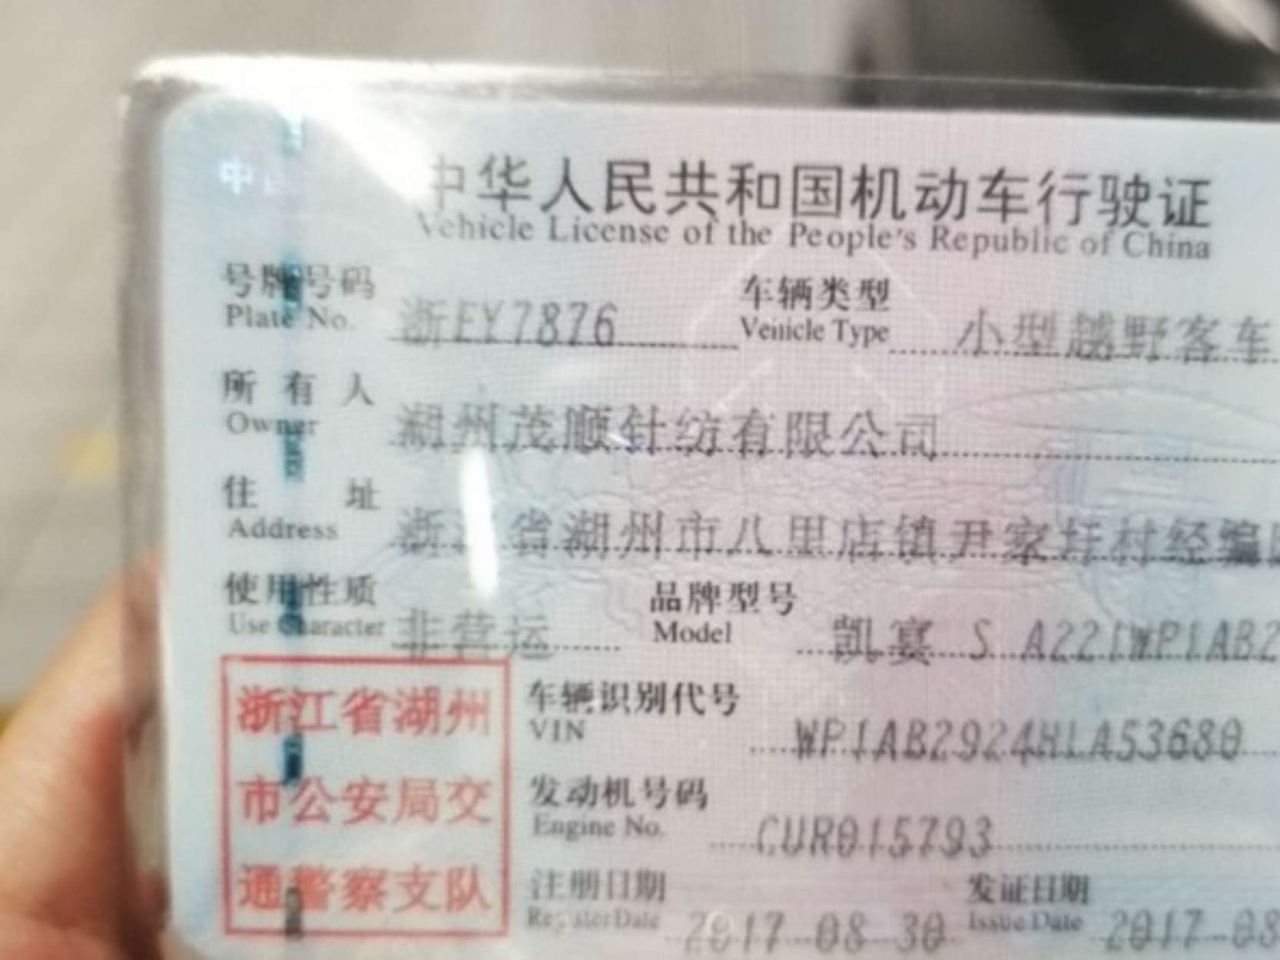 中华人民共和国机动车行驶证
Vehicle License of the People's Republic of China
号牌号码 浙EY7876 车辆类型 小型越野客车
Plate No. Vehicle Type
所有人 湖州茂顺针纺有限公司
Owner
住址 浙江省湖州市八里店镇尹家圩村经编
Address
使用性质 非营运 品牌型号 凯宴 S A221WP1AB2
Use Character Model
浙江省湖州
市公安局交
通警察支队
车辆识别代号 WP1AB2924HLA53680
VIN
发动机号码 CUR015793
Engine No.
注册日期 2017-08-30 发证日期 2017-08
Register Date Issue Date